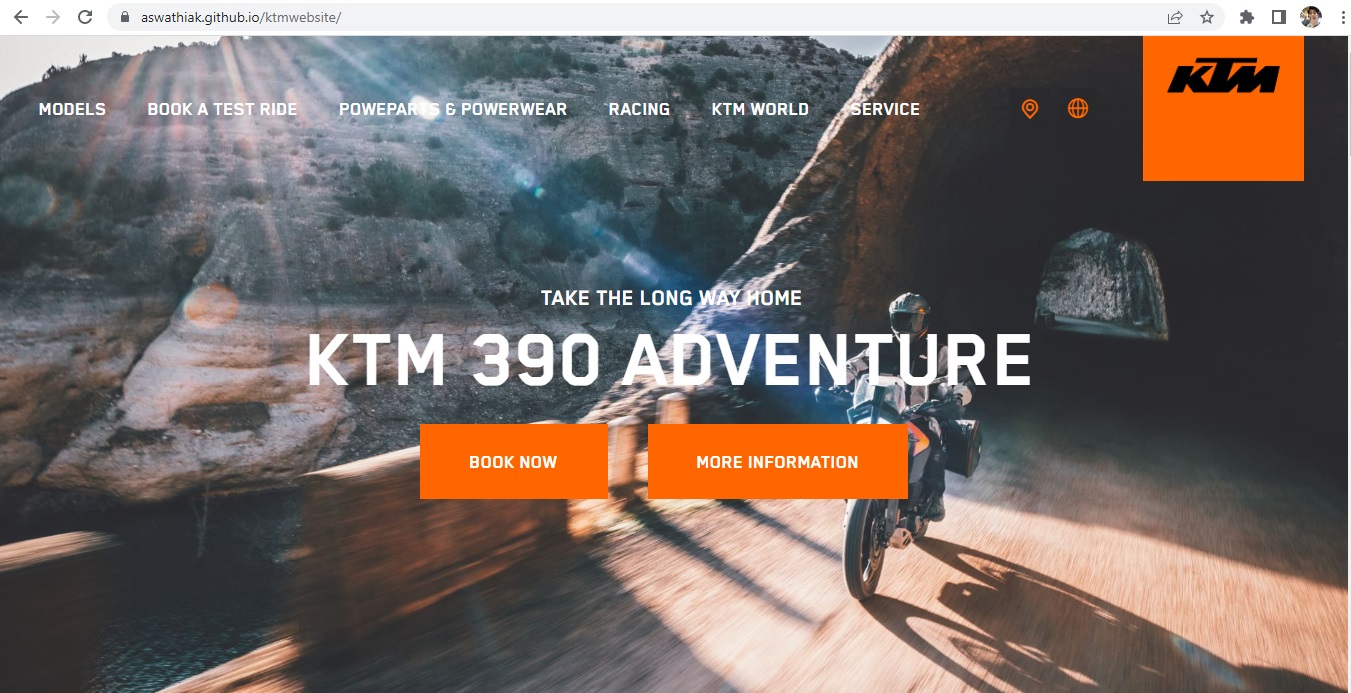 aswathiak.github.io/ktmwebsite/
KTM
MODELS BOOK A TEST RIDE POWEPARTS & POWERWEAR RACING KTM WORLD SERVICE
TAKE THE LONG WAY HOME
KTM 390 ADVENTURE
BOOK NOW MORE INFORMATION